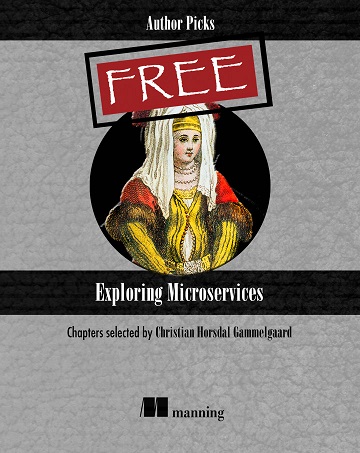 Author Picks
FREE
Exploring Microservices
Chapters selected by Christian Horsdal Gammelgaard
manning